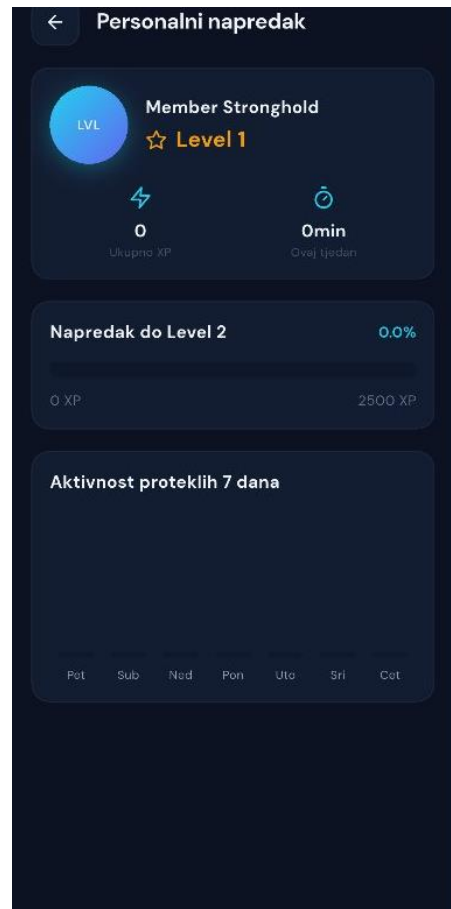 Personalni napredak
LVL
Member Stronghold
Level 1
0
0min
Ukupno XP
Ovaj tjedan
Napredak do Level 2
0.0%
0 XP
2500 XP
Aktivnost proteklih 7 dana
Pet Sub Ned Pon Uto Sri Cet